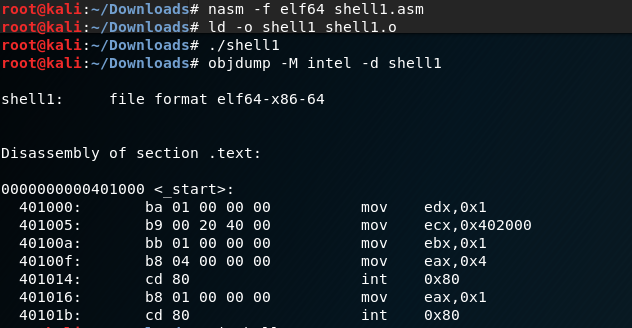 root@kali:~/Downloads# nasm -f elf64 shell1.asm
root@kali:~/Downloads# ld -o shell1 shell1.o
root@kali:~/Downloads# ./shell1
root@kali:~/Downloads# objdump -M intel -d shell1
shell1:     file format elf64-x86-64
Disassembly of section .text:
0000000000401000 <_start>:
  401000:       ba 01 00 00 00          mov    edx,0x1
  401005:       b9 00 20 40 00          mov    ecx,0x402000
  40100a:       bb 01 00 00 00          mov    ebx,0x1
  40100f:       b8 04 00 00 00          mov    eax,0x4
  401014:       cd 80                   int    0x80
  401016:       b8 01 00 00 00          mov    eax,0x1
  40101b:       cd 80                   int    0x80